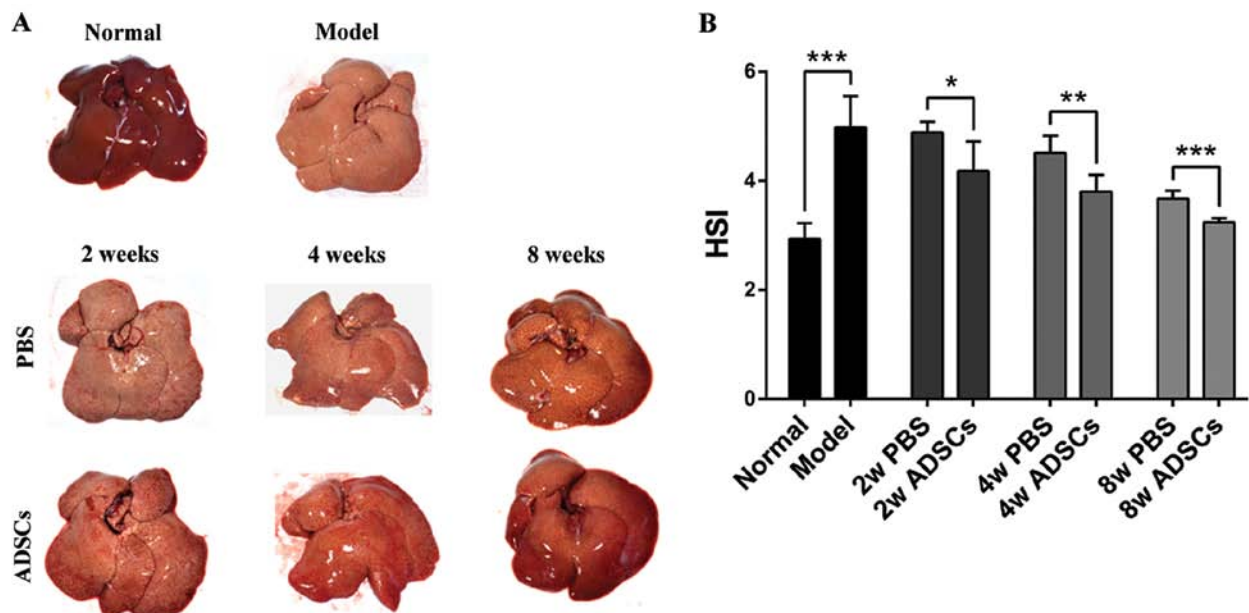 A
Normal
Model
2 weeks
4 weeks
8 weeks
PBS
ADSCs
B
HSI
6
4
2
0
***
*
**
***
Normal
Model
2w PBS
2w ADSCs
4w PBS
4w ADSCs
8w PBS
8w ADSCs